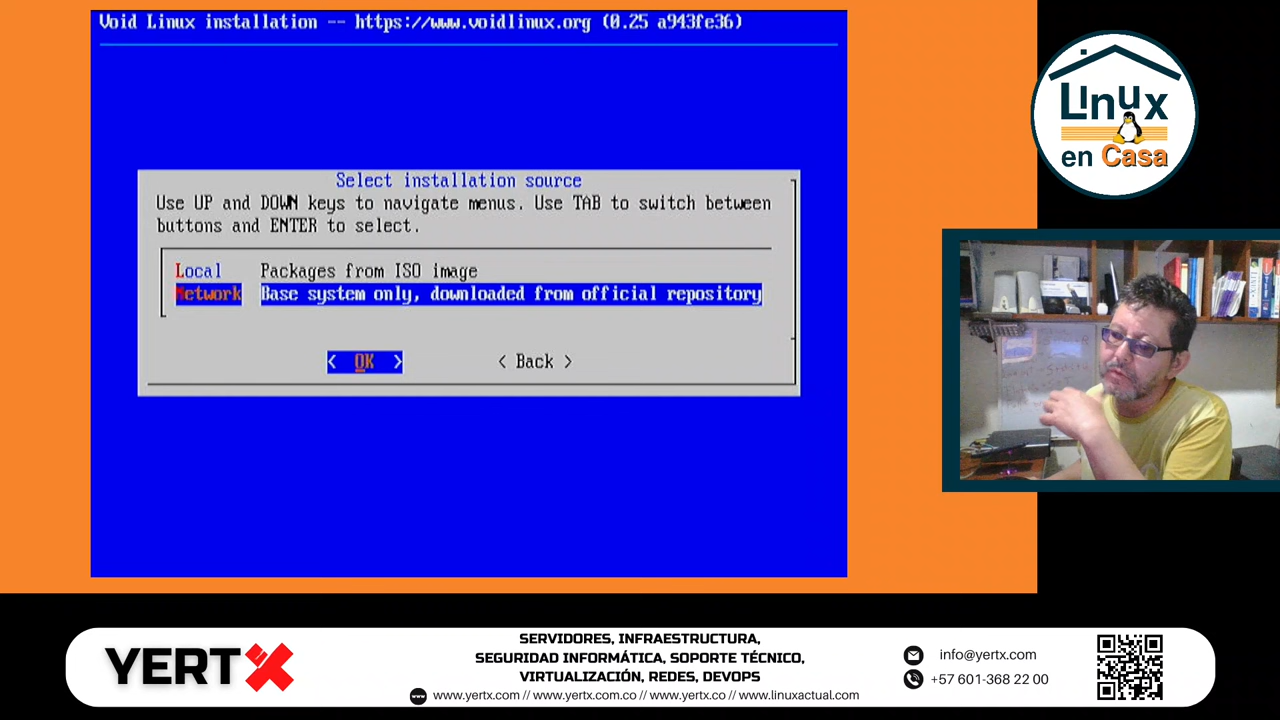 Void Linux installation -- https://www.voidlinux.org (0.25 a943fe36)
Select installation source
Use UP and DOWN keys to navigate menus. Use TAB to switch between
buttons and ENTER to select.
Local Packages from ISO image
Network Base system only, downloaded from official repository
< OK > < Back >
LInux
en Casa
YERTX
SERVIDORES, INFRAESTRUCTURA,
SEGURIDAD INFORMÁTICA, SOPORTE TÉCNICO,
VIRTUALIZACIÓN, REDES, DEVOPS
www.yertx.com // www.yertx.com.co // www.yertx.co // www.linuxactual.com
info@yertx.com
+57 601-368 22 00